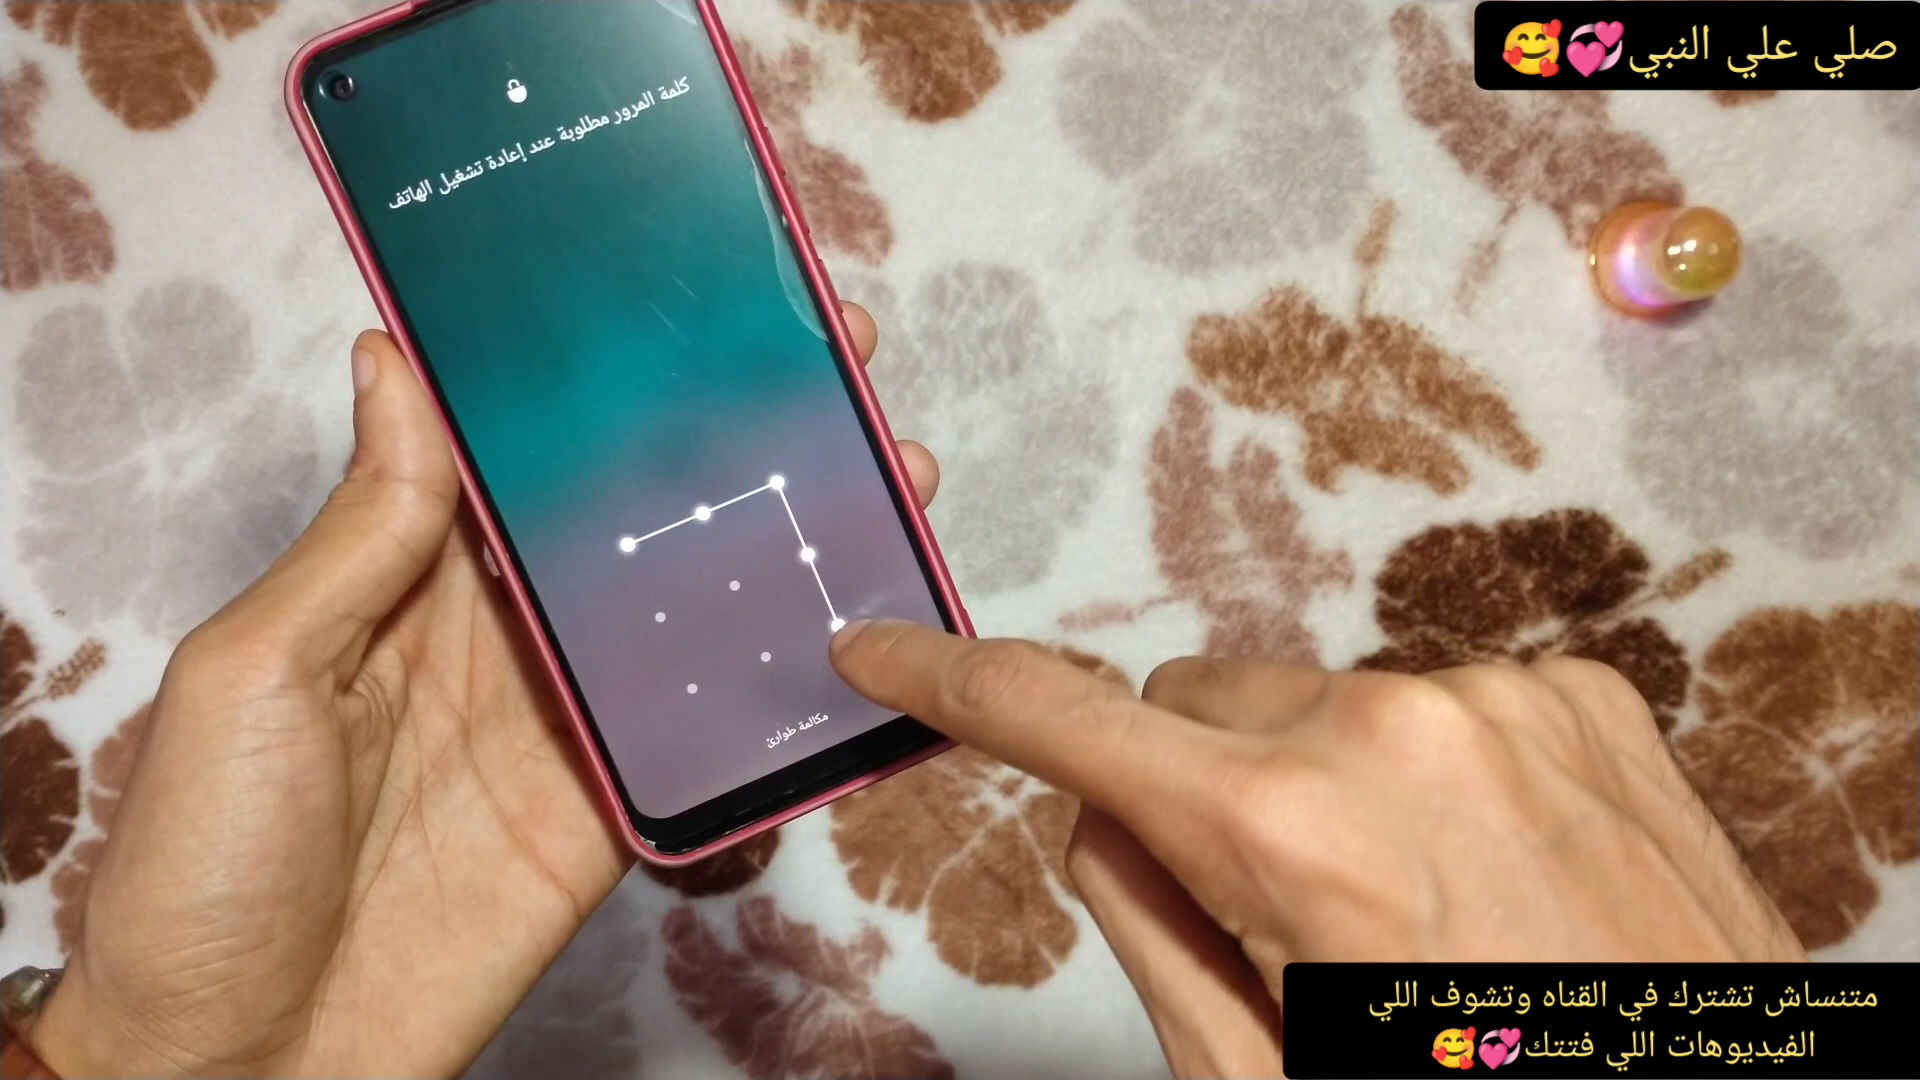 صلي علي النبي💞🥰
كلمة المرور مطلوبة عند إعادة تشغيل الهاتف
مكالمة طوارئ
متنساش تشترك في القناه وتشوف اللي
الفيديوهات اللي فتتك💞🥰